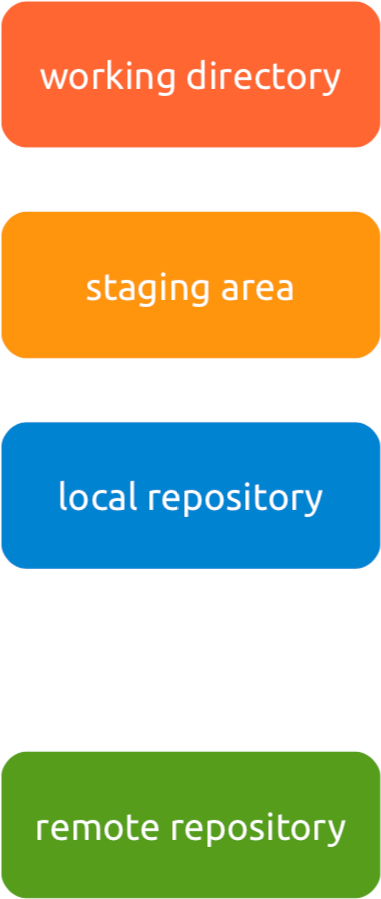 working directory
staging area
local repository
remote repository